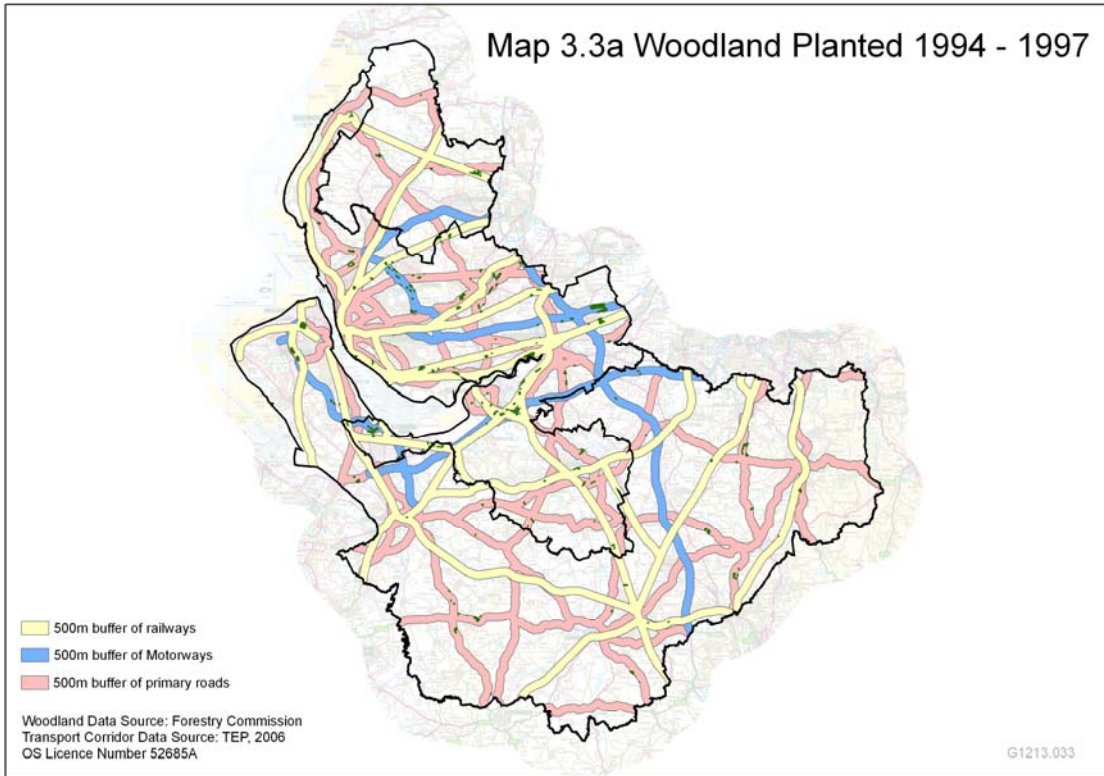 Map 3.3a Woodland Planted 1994 - 1997
500m buffer of railways
500m buffer of Motorways
500m buffer of primary roads
Woodland Data Source: Forestry Commission
Transport Corridor Data Source: TEP, 2006
OS Licence Number 52685A
G1213.033